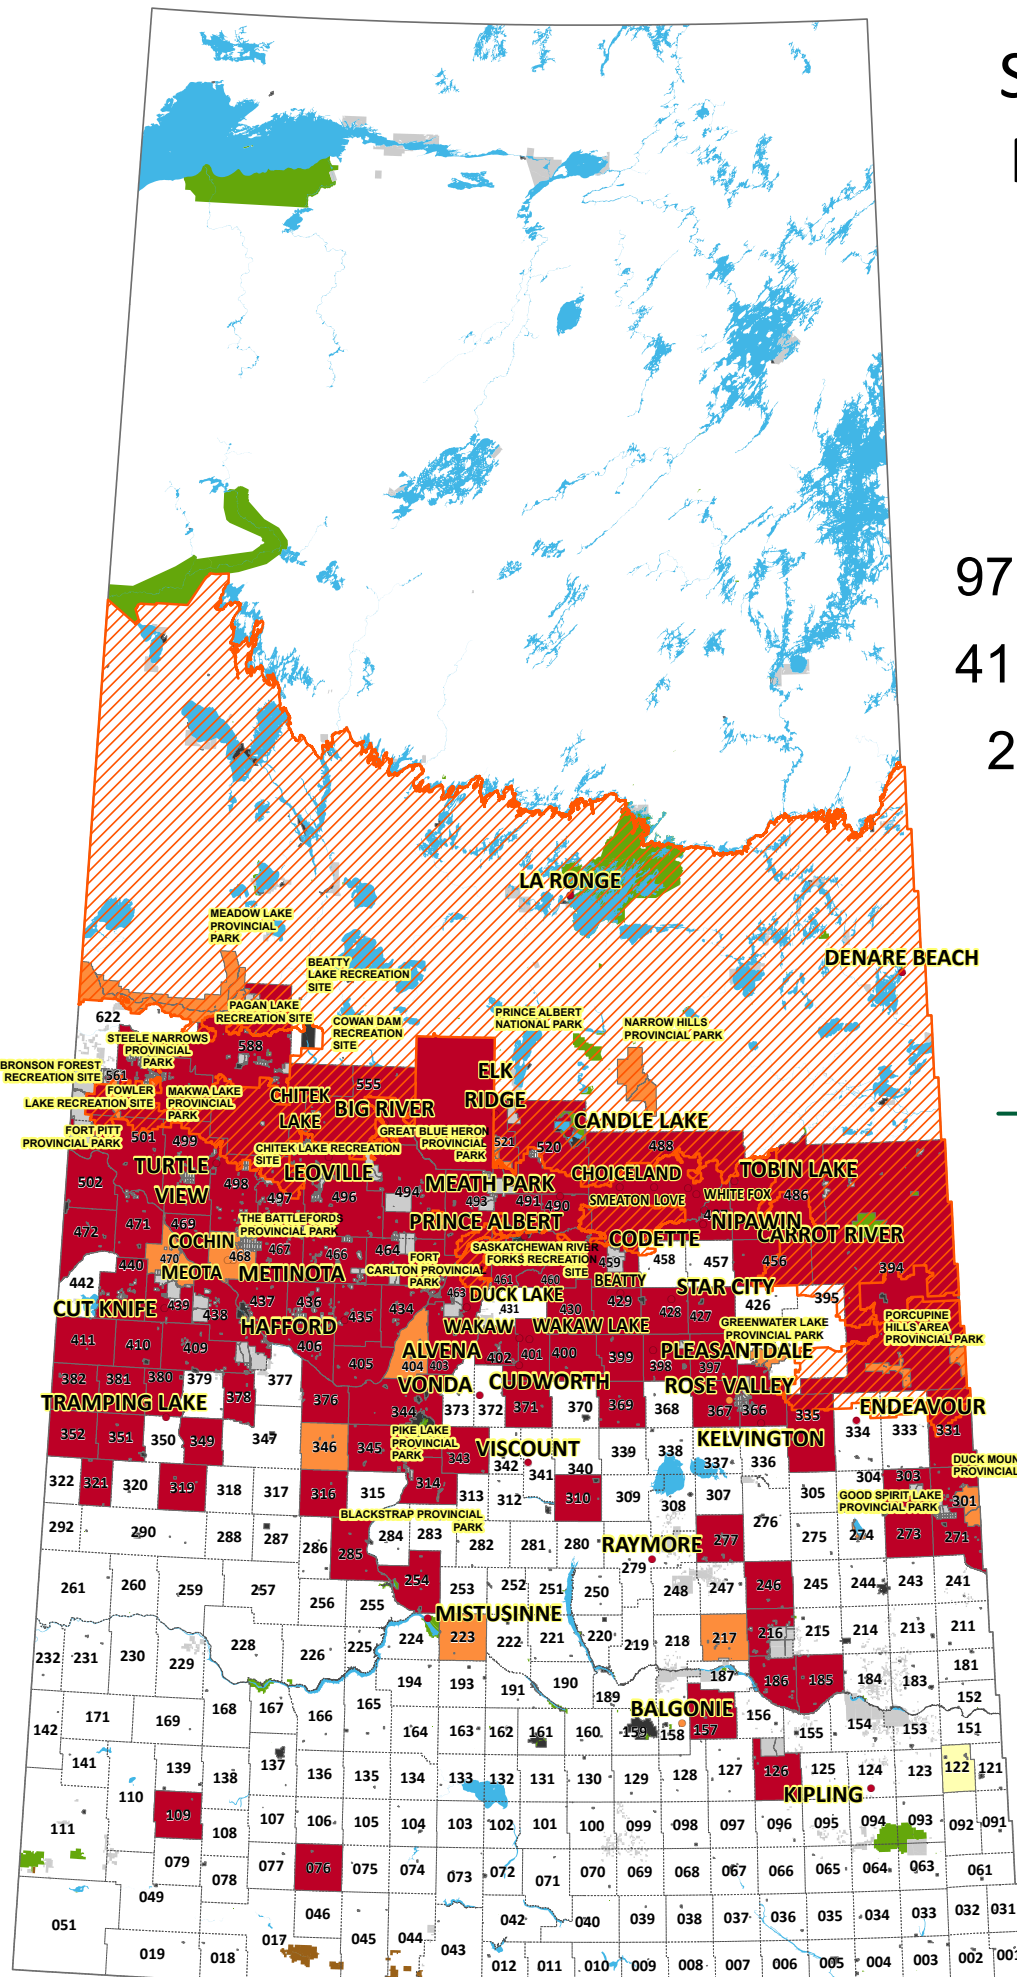 S
97
41
2
LA RONGE
MEADOW LAKE
PROVINCIAL
PARK
DENARE BEACH
BEATTY
LAKE RECREATION
SITE
PAGAN LAKE
RECREATION SITE
622
COWAN DAM
RECREATION
SITE
PRINCE ALBERT
NATIONAL PARK
NARROW HILLS
PROVINCIAL PARK
STEELE NARROWS
PROVINCIAL
PARK
588
BRONSON FOREST
RECREATION SITE
561
FOWLER
LAKE RECREATION SITE
MAKWA LAKE
PROVINCIAL
PARK
CHITEK
LAKE
555
BIG RIVER
ELK
RIDGE
CANDLE LAKE
FORT PITT
PROVINCIAL PARK
501 499
GREAT BLUE HERON
PROVINCIAL
PARK
521 520 488
CHITEK LAKE RECREATION
SITE
TURTLE
VIEW
LEOVILLE
MEATH PARK
CHOICELAND
TOBIN LAKE
502 498 497 496 494 493 491 490
SMEATON LOVE
WHITE FOX
486
472 471 469
THE BATTLEFORDS
PROVINCIAL PARK
PRINCE ALBERT
NIPAWIN
CARROT RIVER
COCHIN
CODETTE
440 470 468 467 466 464
FORT
CARLTON PROVINCIAL
PARK
SASKATCHEWAN RIVER
FORKS RECREATION
SITE
459 458 457 456 394
442
MEOTA
METINOTA
463 461 460
BEATTY
STAR CITY
CUT KNIFE
439 438 437 436 435 434
DUCK LAKE
431 430 429 428 427 426 395
HAFFORD
WAKAW
WAKAW LAKE
GREENWATER LAKE
PROVINCIAL PARK
PORCUPINE
HILLS AREA
PROVINCIAL PARK
411 410 409 406 405 404 403 402 401 400 399 398 397
ALVENA
PLEASANTDALE
382 381 380 379 378 377 376
VONDA
CUDWORTH
ROSE VALLEY
TRAMPING LAKE
344 373 372 371 370 369 368 367 366 335
ENDEAVOUR
352 351 350 349 347 346 345
PIKE LAKE
PROVINCIAL
PARK
343 342 341 340 339 338 337 336 334 333 331
VISCOUNT
KELVINGTON
322 321 320 319 318 317 316 315 314 313 312 310 309 308 307 305 304 303 301
GOOD SPIRIT LAKE
PROVINCIAL PARK
BLACKSTRAP PROVINCIAL
PARK
292 290 288 287 286 285 284 283 282 281 280 279 277 276 275 274 273 271
RAYMORE
261 260 259 257 256 255 254 253 252 251 250 248 247 246 245 244 243 241
MISTUSINNE
232 231 230 229 228 226 225 224 223 222 221 220 219 218 217 216 215 214 213 211
194 193 191 190 189 187 186 185 184 183 181
142 171 169 168 167 166 165 164 163 162 161 160 159 158 157 156 155 154 153 152 151
BALGONIE
141 139 138 137 136 135 134 133 132 131 130 129 128 127 126 125 124 123 122 121
KIPLING
111 110 109 108 107 106 105 104 103 102 101 100 099 098 097 096 095 094 093 092 091
079 078 077 076 075 074 073 072 071 070 069 068 067 066 065 064 063 061
051 049 046 045 044 043 042 040 039 038 037 036 035 034 033 032 031
019 018 017 012 011 010 009 008 007 006 005 004 003 002